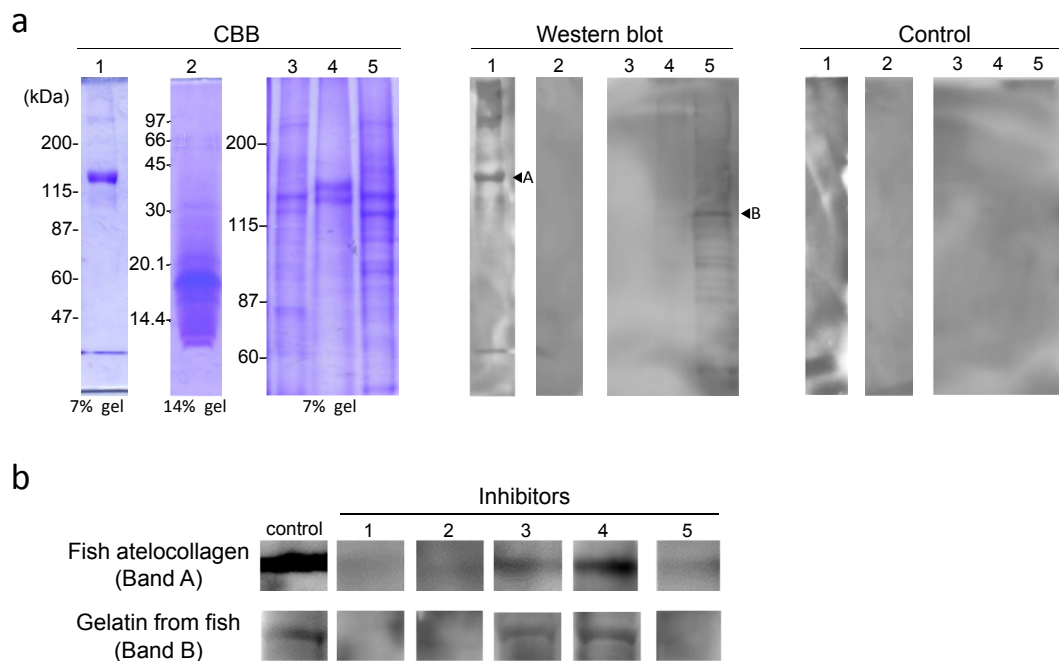 a
CBB
Western blot
Control
1 2 3 4 5
1 2 3 4 5
1 2 3 4 5
(kDa)
200-
115-
87-
60-
47-
97-
66-
45-
30-
20.1-
14.4-
200-
115-
87-
60-
◄A
◄B
7% gel
14% gel
7% gel
b
Inhibitors
control 1 2 3 4 5
Fish atelocollagen
(Band A)
Gelatin from fish
(Band B)